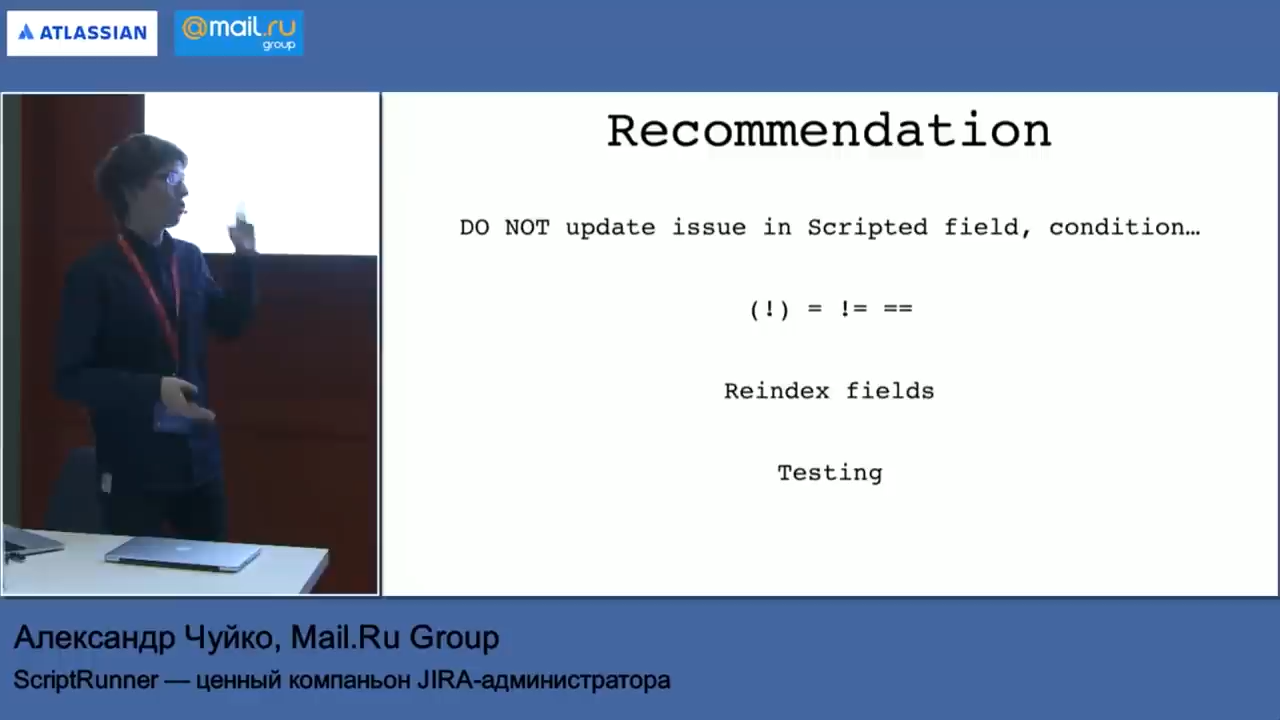 ATLASSIAN
@mail.ru
group
Recommendation
DO NOT update issue in Scripted field, condition…
(!) = != ==
Reindex fields
Testing
Александр Чуйко, Mail.Ru Group
ScriptRunner — ценный компаньон JIRA-администратора